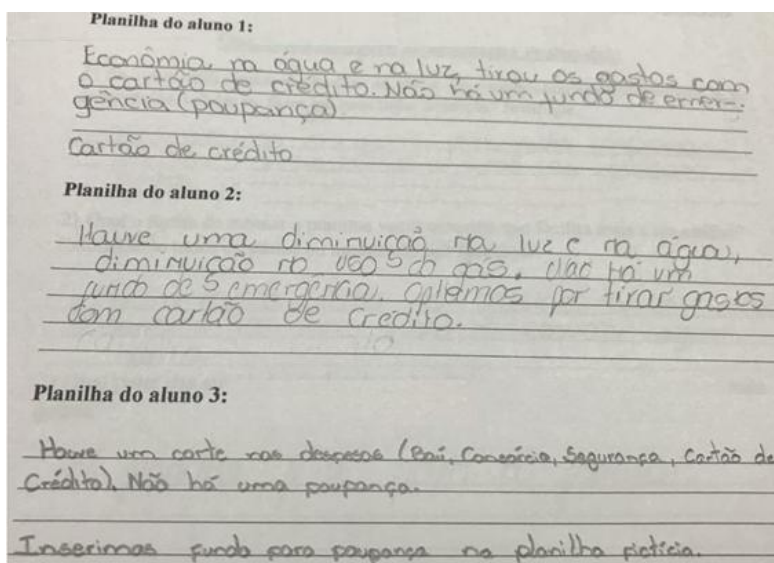 Planilha do aluno 1:
Econômia na água e na luz, tirou os gastos com
o cartão de crédito. Não há um fundo de emer-
gência (poupança)
Cartão de crédito
Planilha do aluno 2:
Houve uma diminuição na luz e na água,
diminuição no uso do gás. Não há um
fundo de emergência. Optemos por tirar gastos
com cartão de crédito.
Planilha do aluno 3:
Houve um corte nas despesas (Baú, Consórcio, Segurança, Cartão de
Crédito). Não há uma poupança.
Inserimos fundo para poupança na planilha fictícia.